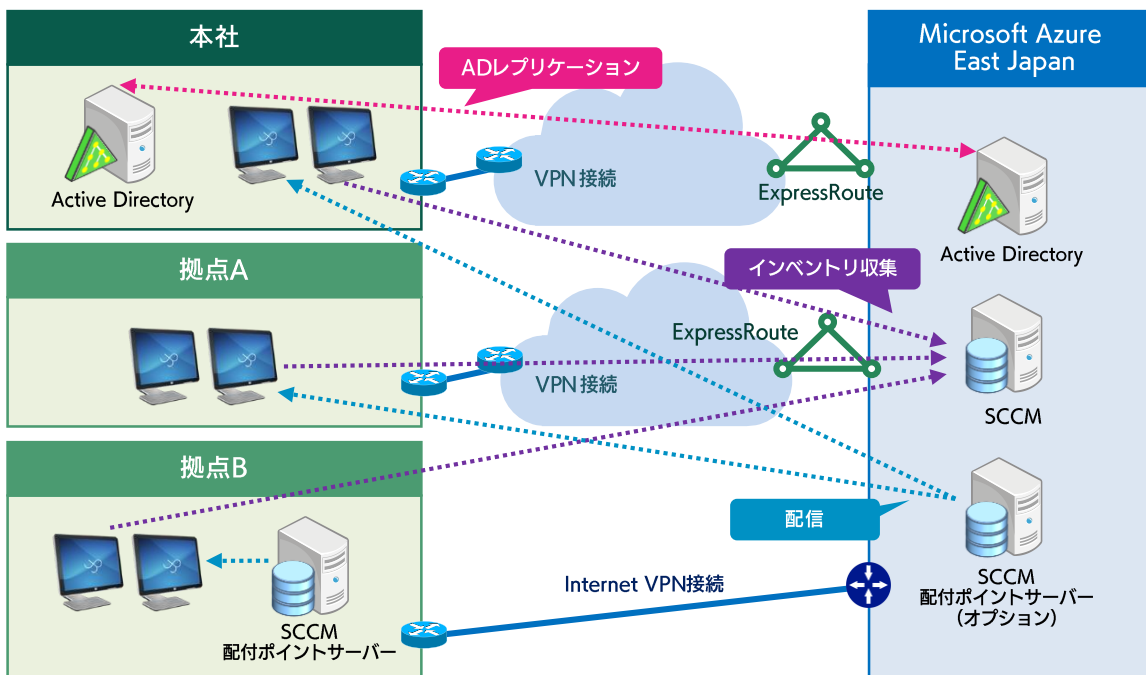 本社
Microsoft Azure
East Japan
ADレプリケーション
VPN 接続
ExpressRoute
Active Directory
Active Directory
拠点A
インベントリ収集
ExpressRoute
VPN 接続
SCCM
拠点B
配信
Internet VPN接続
SCCM
配付ポイントサーバー
（オプション）
SCCM
配付ポイントサーバー